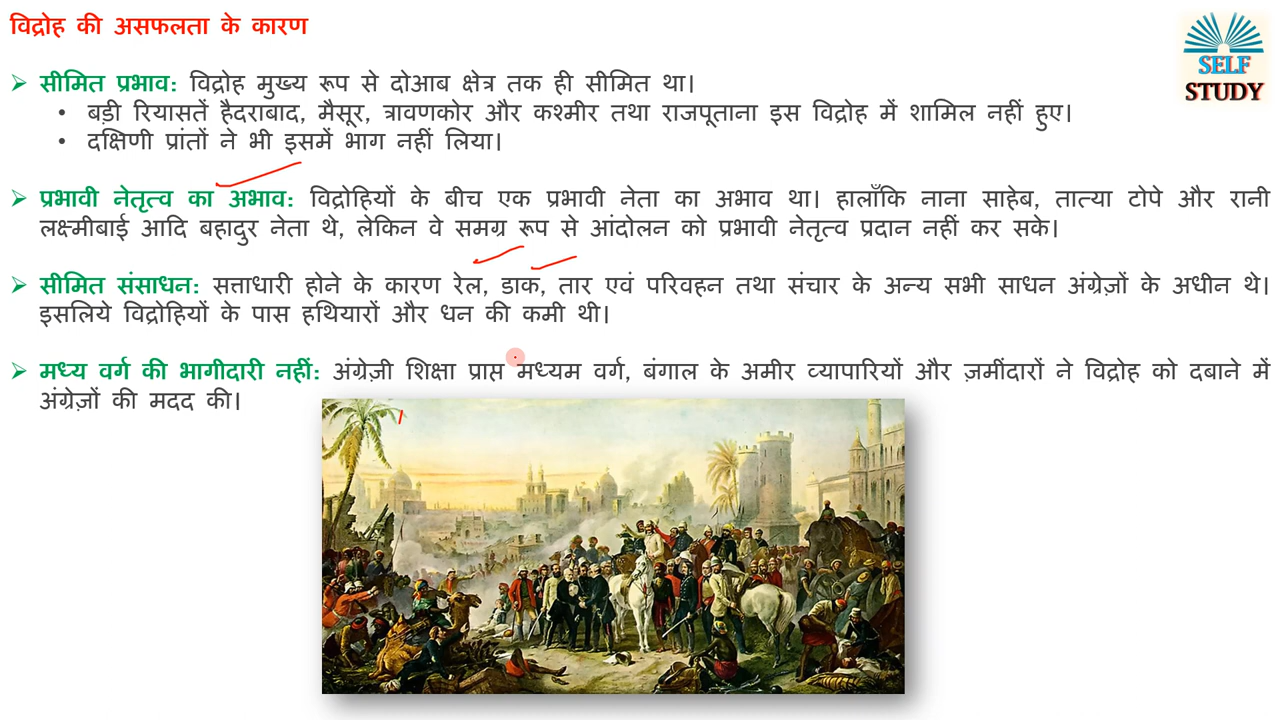 विद्रोह की असफलता के कारण
SELF
STUDY
➢ सीमित प्रभाव: विद्रोह मुख्य रूप से दोआब क्षेत्र तक ही सीमित था।
• बड़ी रियासतें हैदराबाद, मैसूर, त्रावणकोर और कश्मीर तथा राजपूताना इस विद्रोह में शामिल नहीं हुए।
• दक्षिणी प्रांतों ने भी इसमें भाग नहीं लिया।
➢ प्रभावी नेतृत्व का अभाव: विद्रोहियों के बीच एक प्रभावी नेता का अभाव था। हालाँकि नाना साहेब, तात्या टोपे और रानी
लक्ष्मीबाई आदि बहादुर नेता थे, लेकिन वे समग्र रूप से आंदोलन को प्रभावी नेतृत्व प्रदान नहीं कर सके।
➢ सीमित संसाधन: सत्ताधारी होने के कारण रेल, डाक, तार एवं परिवहन तथा संचार के अन्य सभी साधन अंग्रेज़ों के अधीन थे।
इसलिये विद्रोहियों के पास हथियारों और धन की कमी थी।
➢ मध्य वर्ग की भागीदारी नहीं: अंग्रेज़ी शिक्षा प्राप्त मध्यम वर्ग, बंगाल के अमीर व्यापारियों और ज़मींदारों ने विद्रोह को दबाने में
अंग्रेज़ों की मदद की।